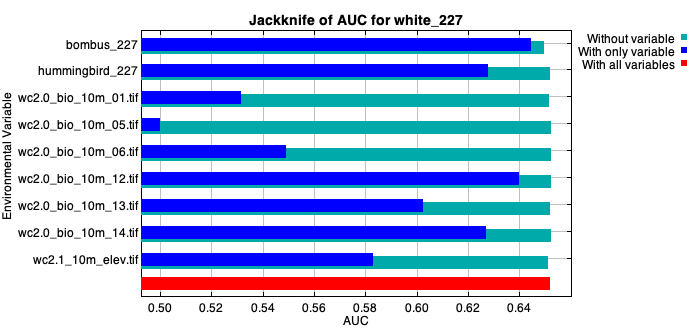 Jackknife of AUC for white_227
Environmental Variable
bombus_227
hummingbird_227
wc2.0_bio_10m_01.tif
wc2.0_bio_10m_05.tif
wc2.0_bio_10m_06.tif
wc2.0_bio_10m_12.tif
wc2.0_bio_10m_13.tif
wc2.0_bio_10m_14.tif
wc2.1_10m_elev.tif
0.50 0.52 0.54 0.56 0.58 0.60 0.62 0.64
AUC
Without variable
With only variable
With all variables